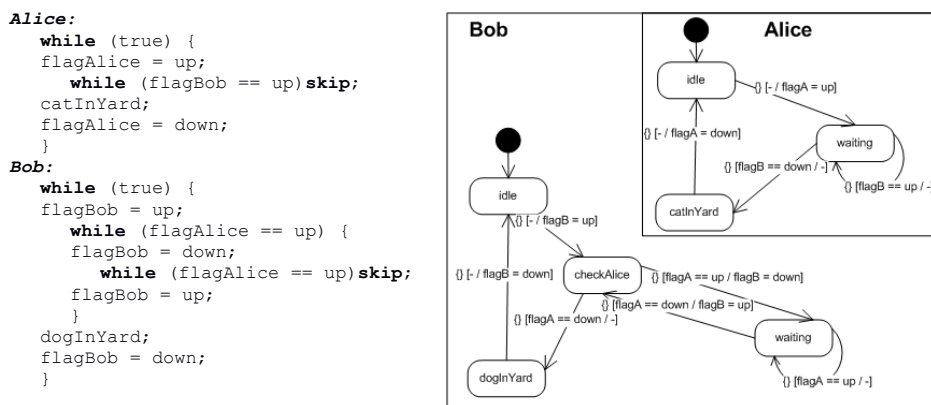 Alice:
while (true) {
flagAlice = up;
while (flagBob == up)skip;
catInYard;
flagAlice = down;
}
Bob:
while (true) {
flagBob = up;
while (flagAlice == up) {
flagBob = down;
while (flagAlice == up)skip;
flagBob = up;
}
dogInYard;
flagBob = down;
}
Bob
idle
{} [- / flagB = up]
{} [- / flagB = down]
checkAlice
{} [flagA == up / flagB = down]
{} [flagA == down / flagB = up]
{} [flagA == down / -]
waiting
dogInYard
{} [flagA == up / -]
Alice
idle
{} [- / flagA = up]
{} [- / flagA = down]
waiting
{} [flagB == down / -]
{} [flagB == up / -]
catInYard